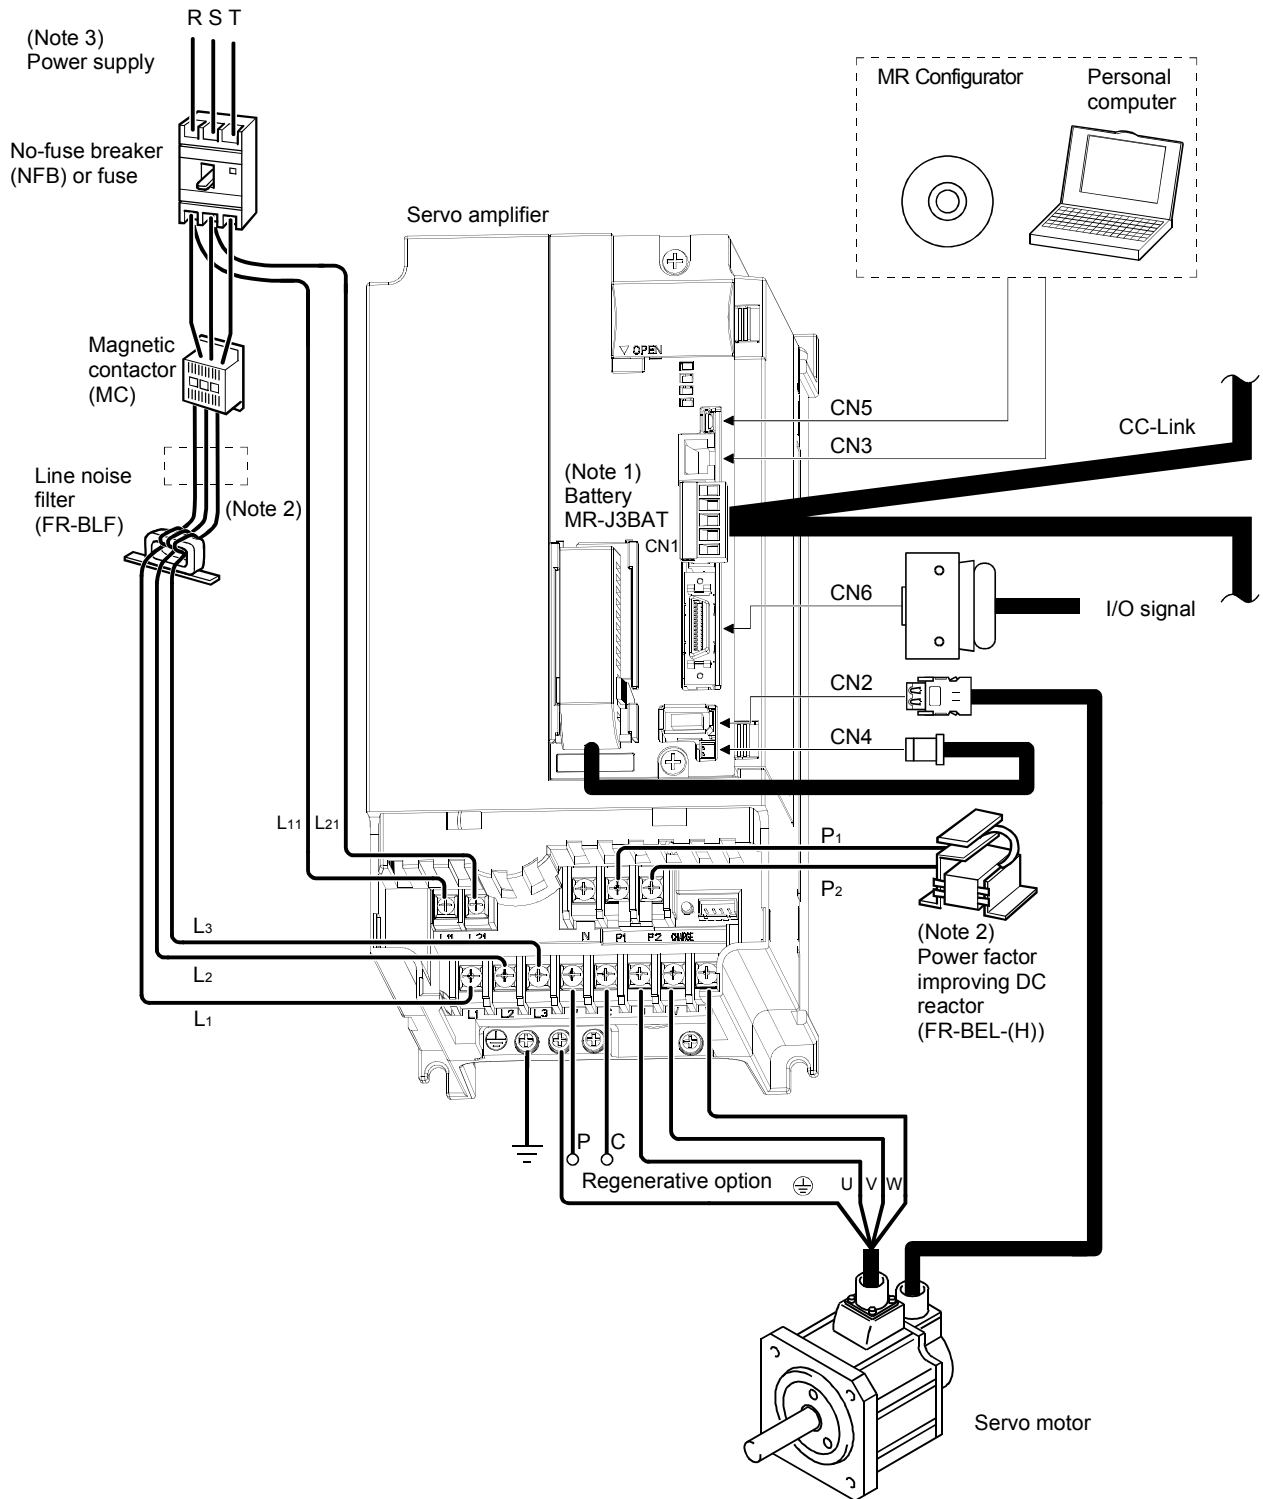 R S T
(Note 3)
Power supply
MR Configurator
Personal
computer
No-fuse breaker
(NFB) or fuse
Servo amplifier
OPEN
Magnetic
contactor
(MC)
CN5
CN3
CC-Link
Line noise
filter
(FR-BLF)
(Note 2)
(Note 1)
Battery
MR-J3BAT
CN1
CN6
I/O signal
CN2
CN4
L11
L21
P1
P2
L3
L2
L1
L11 L21
N P1 P2 CHARGE
(Note 2)
Power factor
improving DC
reactor
(FR-BEL-(H))
L1 L2 L3
P C
Regenerative option
U V W
Servo motor